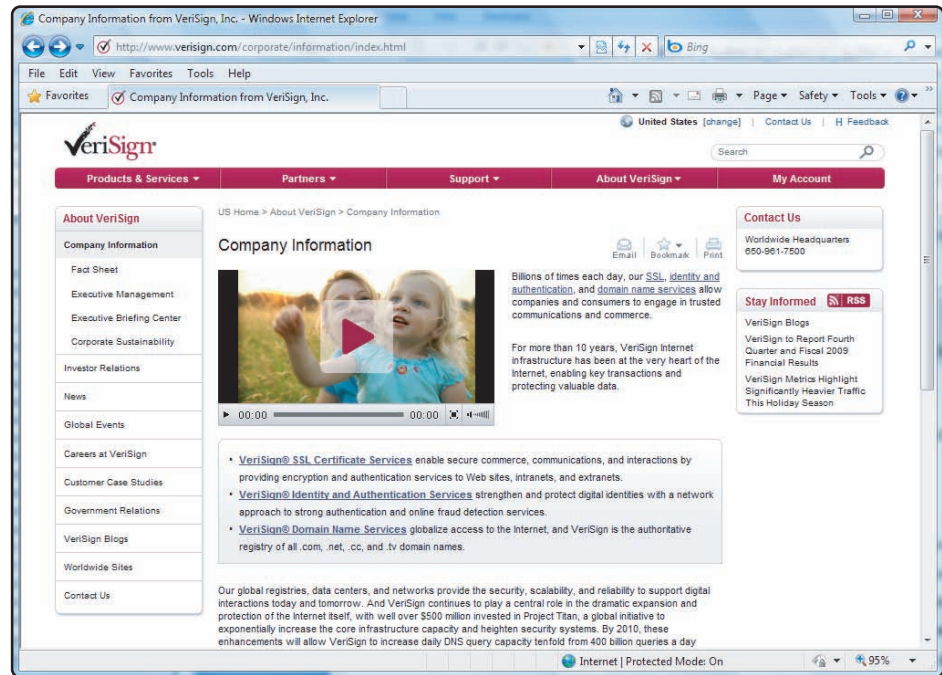 Company Information from VeriSign, Inc. - Windows Internet Explorer
http://www.verisign.com/corporate/information/index.html
Bing
File Edit View Favorites Tools Help
Favorites
Company Information from VeriSign, Inc.
Page Safety Tools
United States [change] | Contact Us | Feedback
VeriSign
Search
Products & Services
Partners
Support
About VeriSign
My Account
About VeriSign
Company Information
Fact Sheet
Executive Management
Executive Briefing Center
Corporate Sustainability
Investor Relations
News
Global Events
Careers at VeriSign
Customer Case Studies
Government Relations
VeriSign Blogs
Worldwide Sites
Contact Us
US Home > About VeriSign > Company Information
Company Information
Email | Bookmark | Print
00:00 00:00
Billions of times each day, our SSL, identity and
authentication, and domain name services allow
companies and consumers to engage in trusted
communications and commerce.
For more than 10 years, VeriSign Internet
infrastructure has been at the very heart of the
Internet, enabling key transactions and
protecting valuable data.
• VeriSign® SSL Certificate Services enable secure commerce, communications, and interactions by
providing encryption and authentication services to Web sites, intranets, and extranets.
• VeriSign® Identity and Authentication Services strengthen and protect digital identities with a network
approach to strong authentication and online fraud detection services.
• VeriSign® Domain Name Services globalize access to the Internet, and VeriSign is the authoritative
registry of all .com, .net, .cc, and .tv domain names.
Our global registries, data centers, and networks provide the security, scalability, and reliability to support digital
interactions today and tomorrow. And VeriSign continues to play a central role in the dramatic expansion and
protection of the Internet itself, with well over $500 million invested in Project Titan, a global initiative to
exponentially increase the core infrastructure capacity and heighten security systems. By 2010, these
enhancements will allow VeriSign to increase daily DNS query capacity tenfold from 400 billion queries a day
Contact Us
Worldwide Headquarters
650-961-7500
Stay Informed RSS
VeriSign Blogs
VeriSign to Report Fourth
Quarter and Fiscal 2009
Financial Results
VeriSign Metrics Highlight
Significantly Heavier Traffic
This Holiday Season
Internet | Protected Mode: On
95%